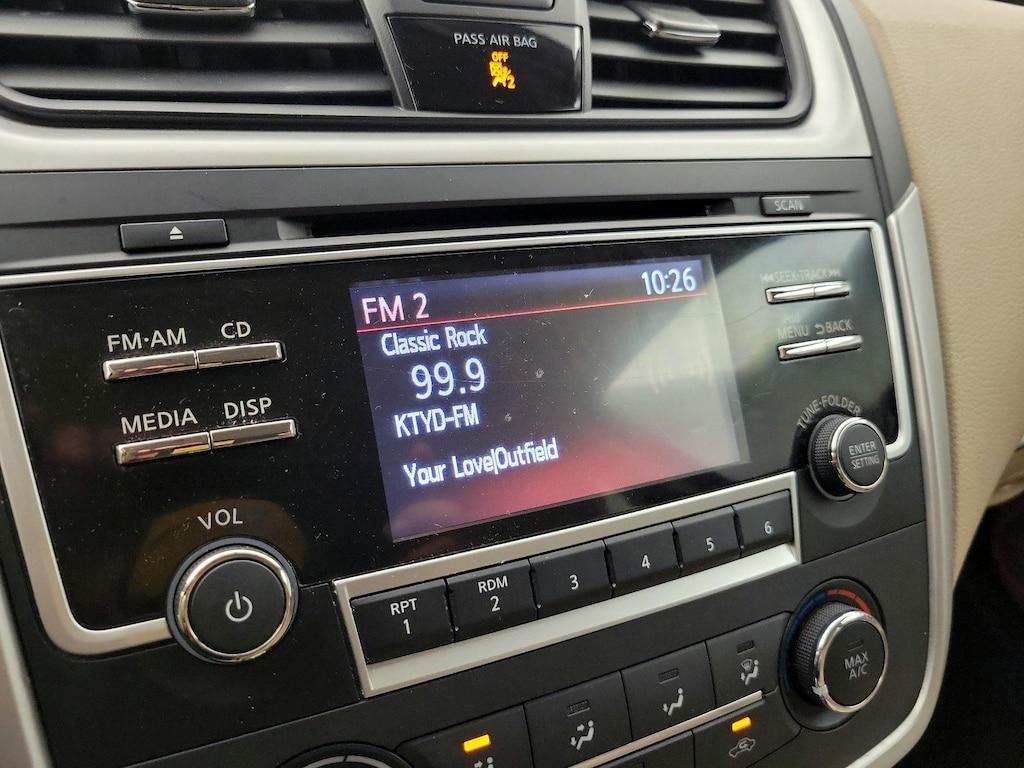 PASS AIR BAG
OFF
2
SCAN
FM 2 10:26
SEEK·TRACK
FM·AM CD
Classic Rock
MENU BACK
99.9
MEDIA DISP
KTYD-FM
TUNE·FOLDER
Your Love|Outfield
ENTER
SETTING
VOL
RPT
1
RDM
2
3
4
5
6
MAX
A/C